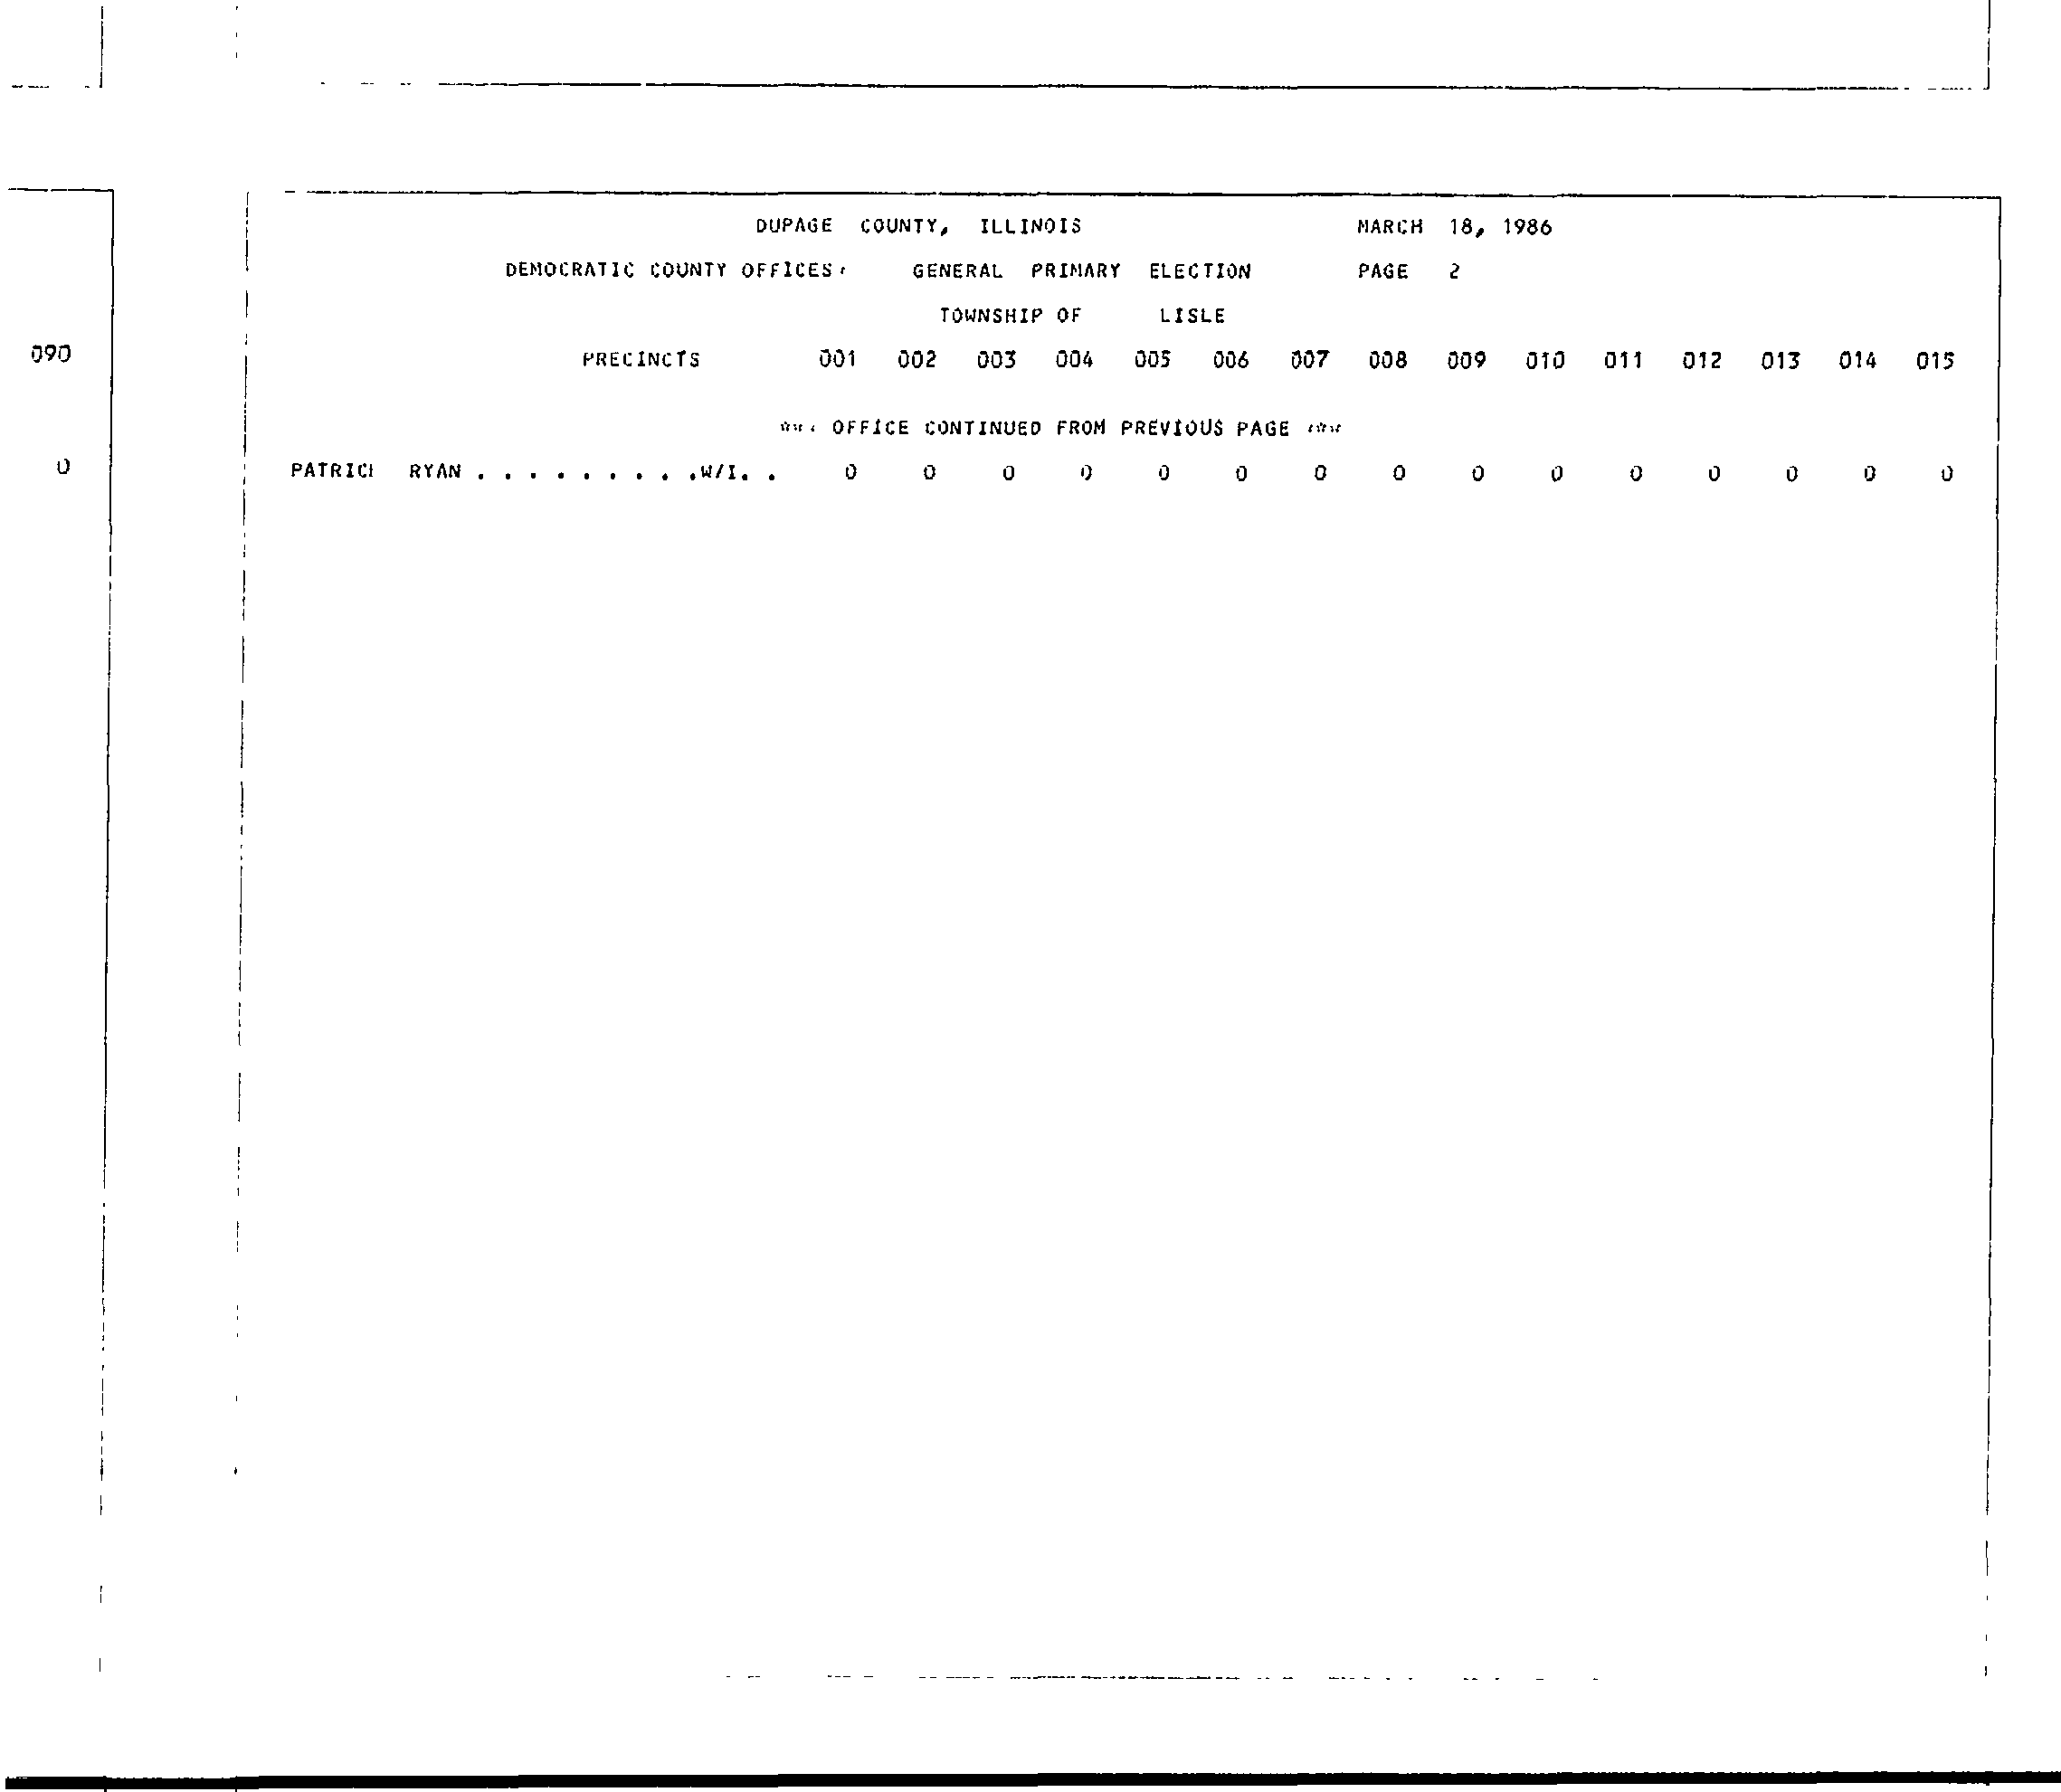 090
0
DUPAGE COUNTY, ILLINOIS MARCH 18, 1986
DEMOCRATIC COUNTY OFFICES GENERAL PRIMARY ELECTION PAGE 2
TOWNSHIP OF LISLE
PRECINCTS 001 002 003 004 005 006 007 008 009 010 011 012 013 014 015
*** OFFICE CONTINUED FROM PREVIOUS PAGE ***
RYAN . . . . . . . . .W/I. . 0 0 0 0 0 0 0 0 0 0 0 0 0 0 0